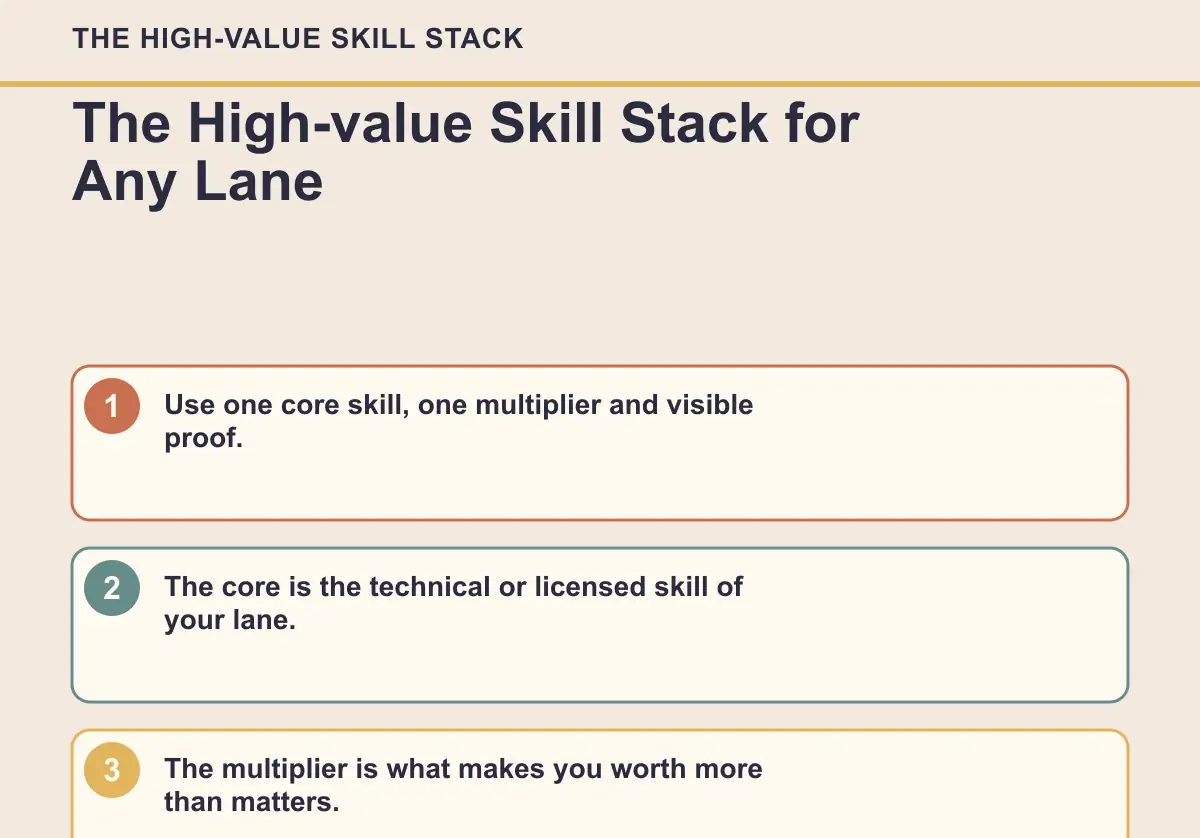 THE HIGH-VALUE SKILL STACK
The High-value Skill Stack for
Any Lane
1
Use one core skill, one multiplier and visible
proof.
2
The core is the technical or licensed skill of
your lane.
3
The multiplier is what makes you worth more
than matters.